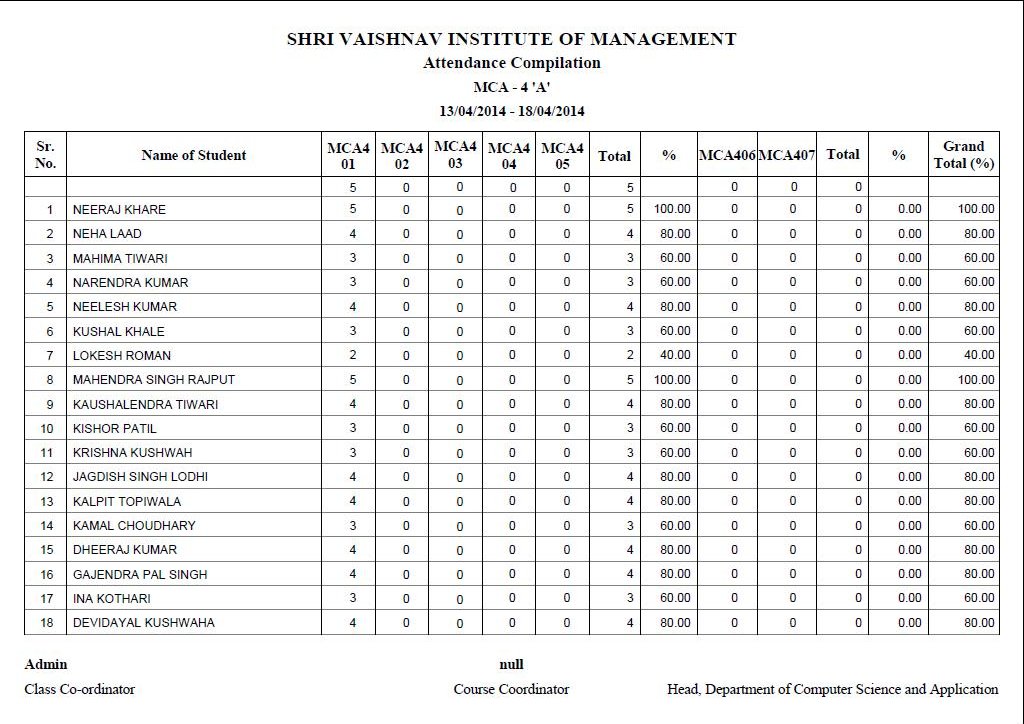 SHRI VAISHNAV INSTITUTE OF MANAGEMENT
Attendance Compilation
MCA - 4 'A'
13/04/2014 - 18/04/2014
Sr. No. Name of Student MCA4 01 MCA4 02 MCA4 03 MCA4 04 MCA4 05 Total % MCA406 MCA407 Total % Grand Total (%)
5 0 0 0 0 5 0 0 0
1 NEERAJ KHARE 5 0 0 0 0 5 100.00 0 0 0 0.00 100.00
2 NEHA LAAD 4 0 0 0 0 4 80.00 0 0 0 0.00 80.00
3 MAHIMA TIWARI 3 0 0 0 0 3 60.00 0 0 0 0.00 60.00
4 NARENDRA KUMAR 3 0 0 0 0 3 60.00 0 0 0 0.00 60.00
5 NEELESH KUMAR 4 0 0 0 0 4 80.00 0 0 0 0.00 80.00
6 KUSHAL KHALE 3 0 0 0 0 3 60.00 0 0 0 0.00 60.00
7 LOKESH ROMAN 2 0 0 0 0 2 40.00 0 0 0 0.00 40.00
8 MAHENDRA SINGH RAJPUT 5 0 0 0 0 5 100.00 0 0 0 0.00 100.00
9 KAUSHALENDRA TIWARI 4 0 0 0 0 4 80.00 0 0 0 0.00 80.00
10 KISHOR PATIL 3 0 0 0 0 3 60.00 0 0 0 0.00 60.00
11 KRISHNA KUSHWAH 3 0 0 0 0 3 60.00 0 0 0 0.00 60.00
12 JAGDISH SINGH LODHI 4 0 0 0 0 4 80.00 0 0 0 0.00 80.00
13 KALPIT TOPIWALA 4 0 0 0 0 4 80.00 0 0 0 0.00 80.00
14 KAMAL CHOUDHARY 3 0 0 0 0 3 60.00 0 0 0 0.00 60.00
15 DHEERAJ KUMAR 4 0 0 0 0 4 80.00 0 0 0 0.00 80.00
16 GAJENDRA PAL SINGH 4 0 0 0 0 4 80.00 0 0 0 0.00 80.00
17 INA KOTHARI 3 0 0 0 0 3 60.00 0 0 0 0.00 60.00
18 DEVIDAYAL KUSHWAHA 4 0 0 0 0 4 80.00 0 0 0 0.00 80.00
Admin null
Class Co-ordinator Course Coordinator Head, Department of Computer Science and Application